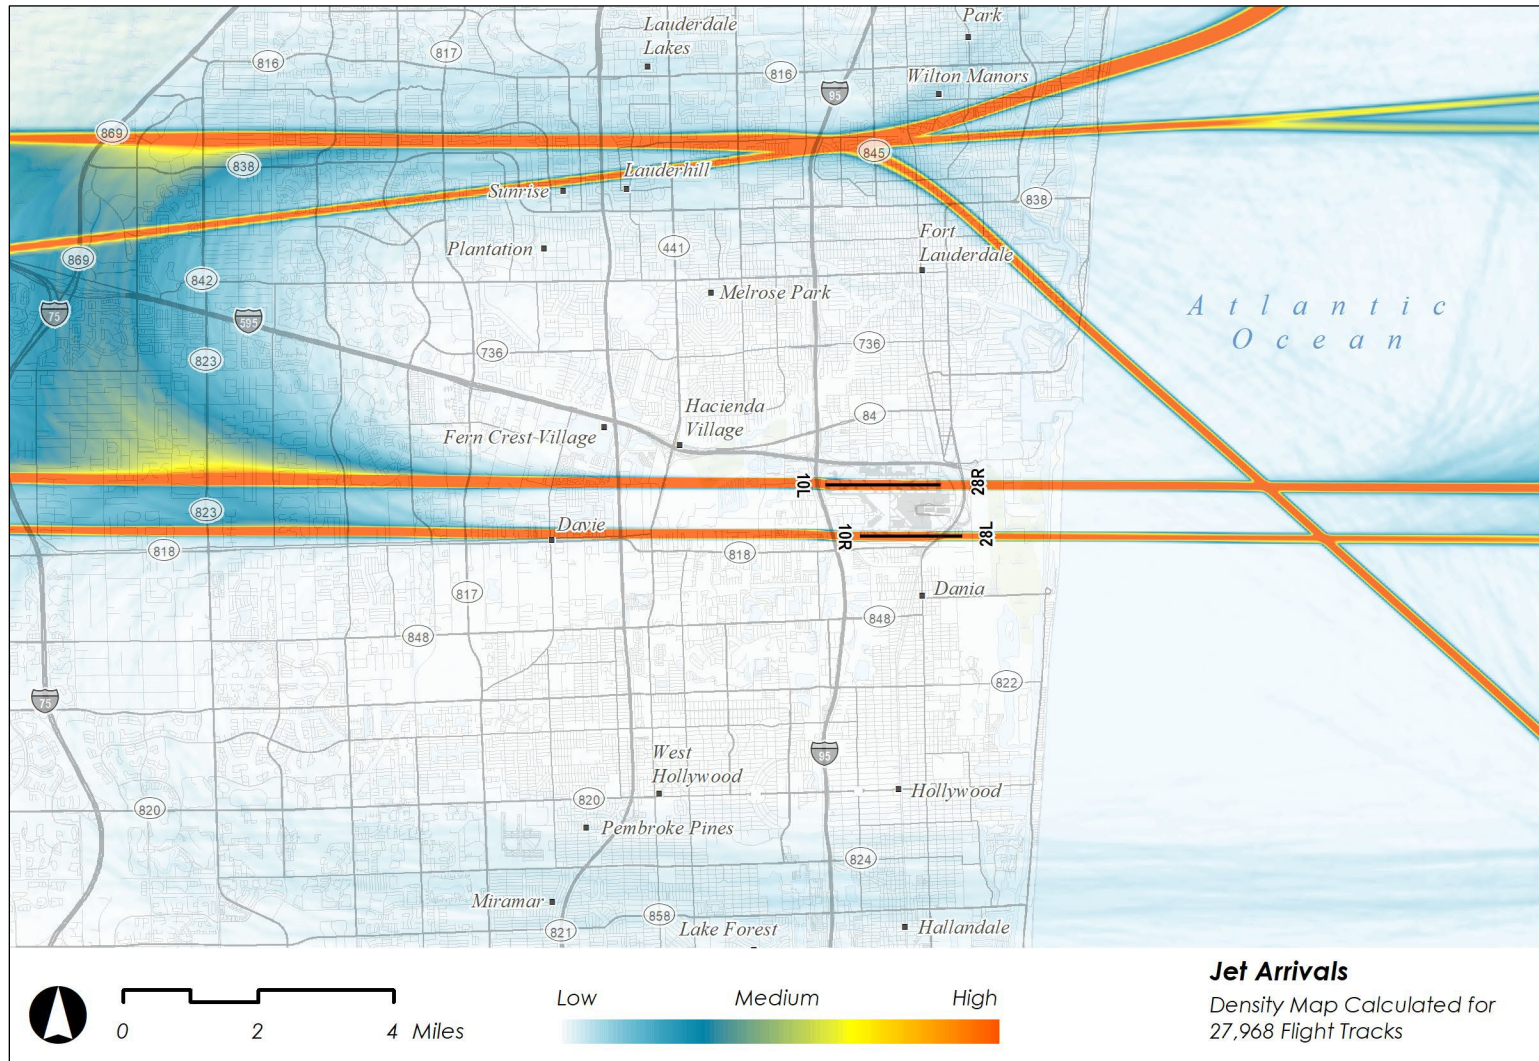 Lauderdale
Lakes
Park
817
816
816
95
Wilton Manors
869
838
845
Lauderhill
Sunrise
838
Plantation
441
Fort
Lauderdale
869
842
Melrose Park
75
595
Atlantic
Ocean
736
736
823
Hacienda
Village
84
Fern Crest Village
10L
28R
823
Davie
10R
28L
818
818
817
Dania
848
848
822
75
West
Hollywood
95
820
820
Hollywood
Pembroke Pines
824
Miramar
858
Lake Forest
821
Hallandale
Jet Arrivals
Density Map Calculated for
27,968 Flight Tracks
Low Medium High
0 2 4 Miles